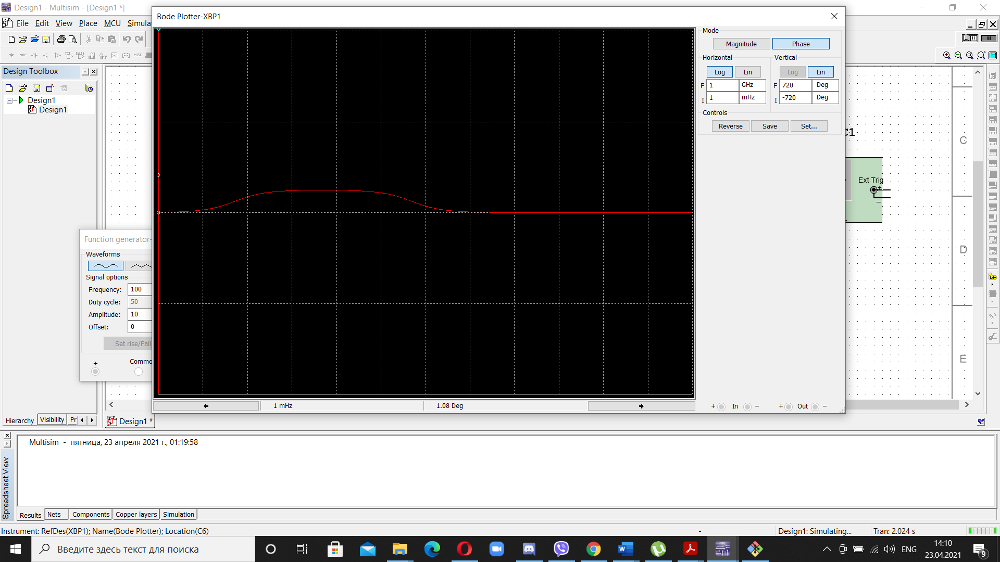 Design1 - Multisim - [Design1 *]
File Edit View Place MCU Simula
MISC
Design Toolbox
Design1
Design1
Hierarchy Visibility Pr
Design1 *
Bode Plotter-XBP1
Mode
Magnitude Phase
Horizontal Vertical
Log Lin Log Lin
F 1 GHz F 720 Deg
I 1 mHz I -720 Deg
Controls
Reverse Save Set...
1 mHz 1.08 Deg
+ In - + Out -
Function generator-
Waveforms
Signal options
Frequency: 100
Duty cycle: 50
Amplitude: 10
Offset: 0
Set rise/Fall
+ Commo
C1
Ext Trig
+
-
C
D
E
1.4v
Multisim - пятница, 23 апреля 2021 г., 01:19:58
Spreadsheet View
Results Nets Components Copper layers Simulation
Instrument: RefDes(XBP1); Name(Bode Plotter); Location(C6) - Design1: Simulating... Tran: 2.024 s
Введите здесь текст для поиска
ENG
14:10
23.04.2021
9